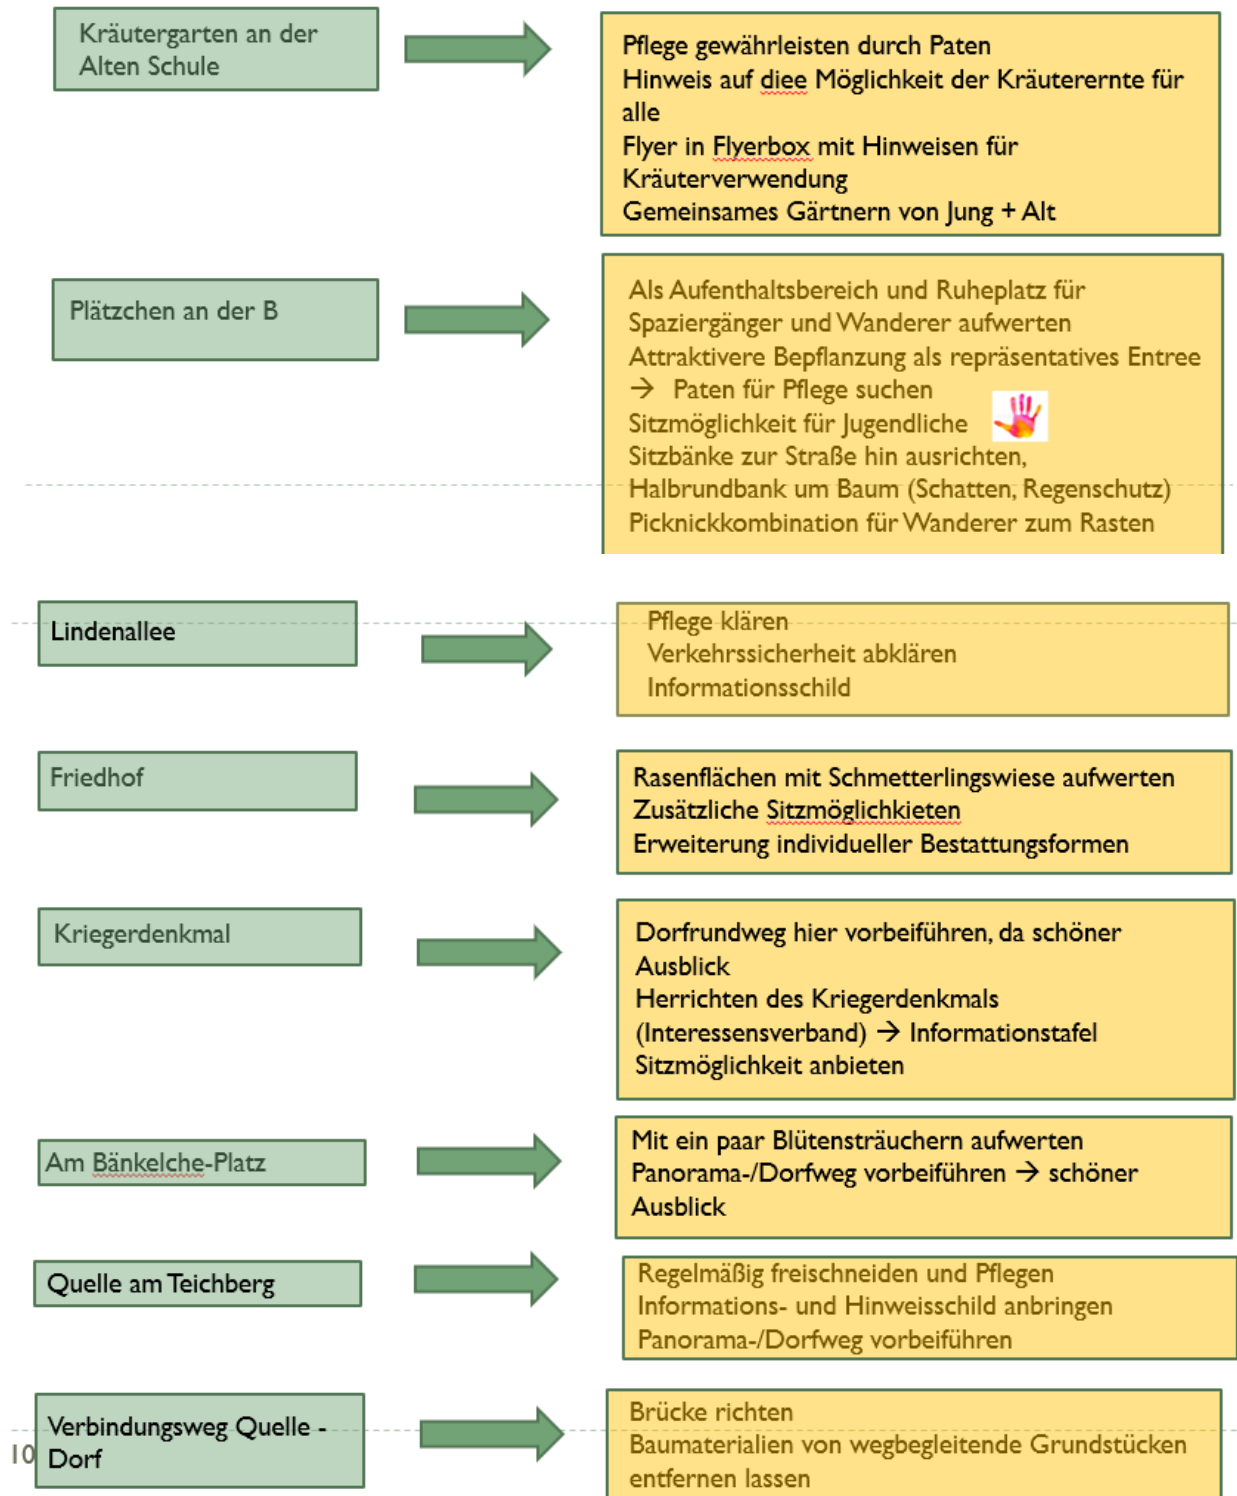 Kräutergarten an der
Alten Schule
Pflege gewährleisten durch Paten
Hinweis auf diee Möglichkeit der Kräuterernte für
alle
Flyer in Flyerbox mit Hinweisen für
Kräuterverwendung
Gemeinsames Gärtnern von Jung + Alt
Plätzchen an der B
Als Aufenthaltsbereich und Ruheplatz für
Spaziergänger und Wanderer aufwerten
Attraktivere Bepflanzung als repräsentatives Entree
→ Paten für Pflege suchen
Sitzmöglichkeit für Jugendliche
Sitzbänke zur Straße hin ausrichten,
Halbrundbank um Baum (Schatten, Regenschutz)
Picknickkombination für Wanderer zum Rasten
Lindenallee
Pflege klären
Verkehrssicherheit abklären
Informationsschild
Friedhof
Rasenflächen mit Schmetterlingswiese aufwerten
Zusätzliche Sitzmöglichkieten
Erweiterung individueller Bestattungsformen
Kriegerdenkmal
Dorfrundweg hier vorbeiführen, da schöner
Ausblick
Herrichten des Kriegerdenkmals
(Interessensverband) → Informationstafel
Sitzmöglichkeit anbieten
Am Bänkelche-Platz
Mit ein paar Blütensträuchern aufwerten
Panorama-/Dorfweg vorbeiführen → schöner
Ausblick
Quelle am Teichberg
Regelmäßig freischneiden und Pflegen
Informations- und Hinweisschild anbringen
Panorama-/Dorfweg vorbeiführen
Verbindungsweg Quelle -
Dorf
Brücke richten
Baumaterialien von wegbegleitende Grundstücken
entfernen lassen
10